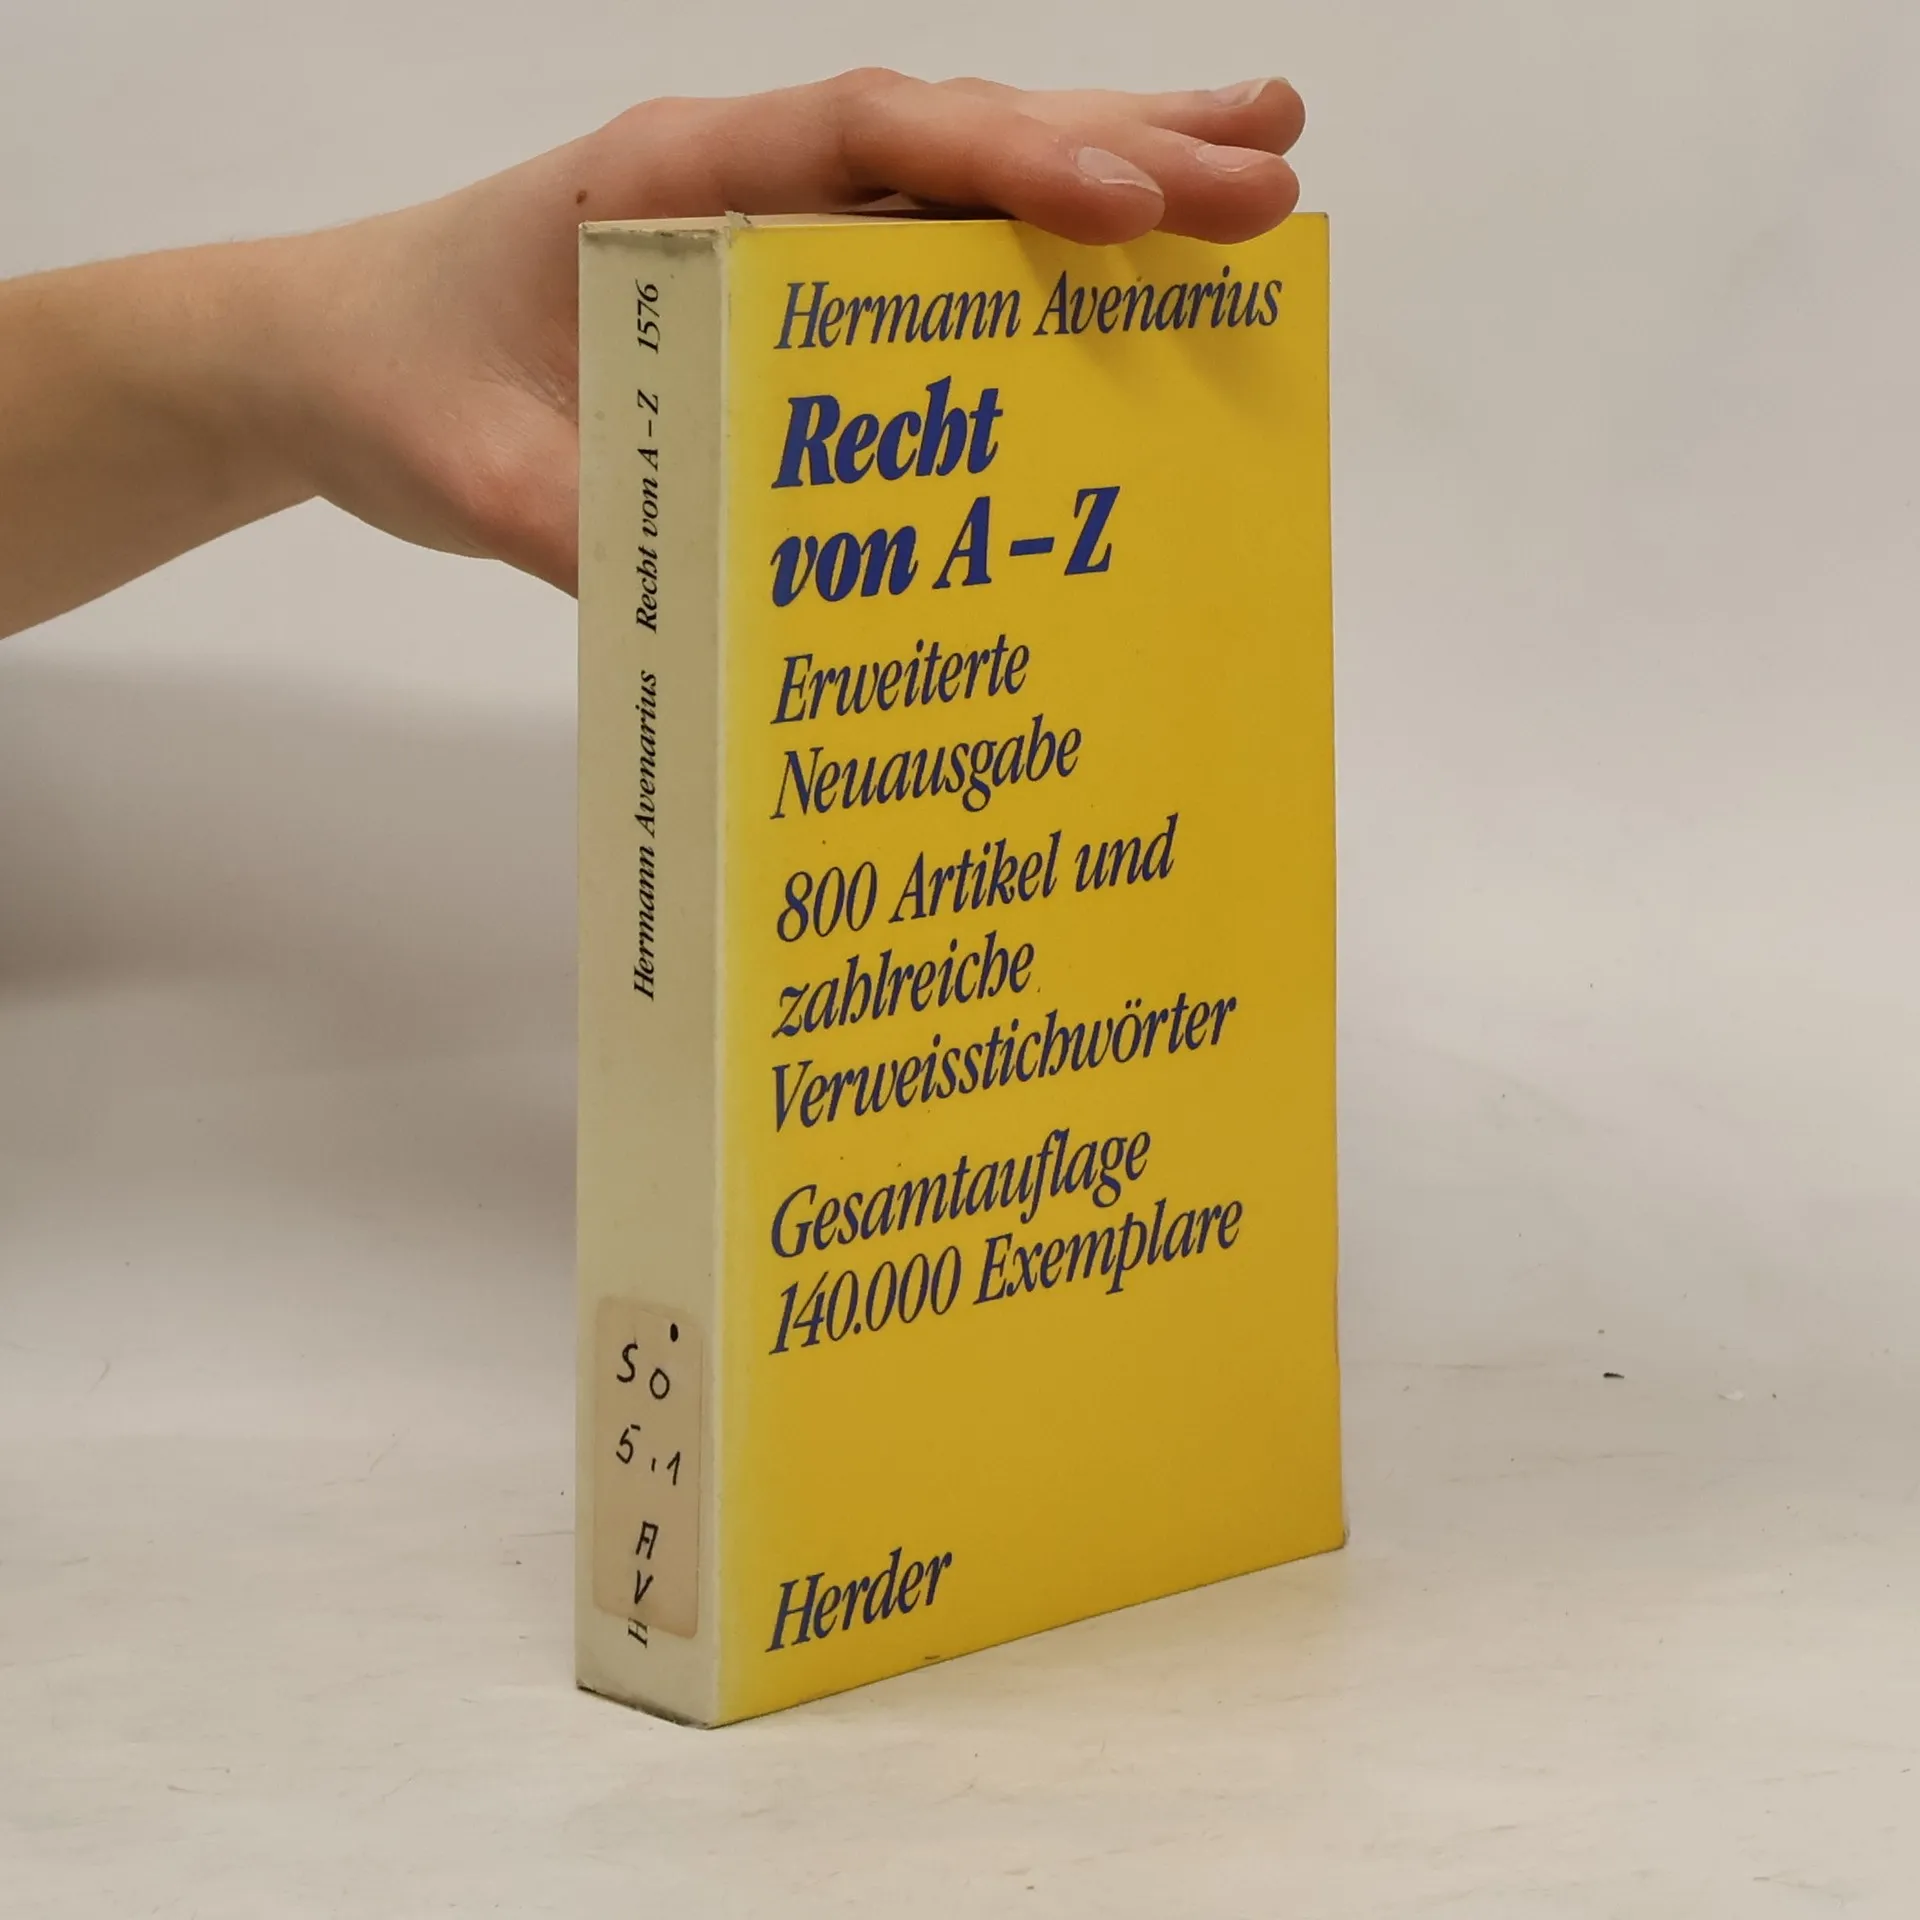 Hermann Avenarius
Recht
von A – Z
Erweiterte
Neuausgabe
800 Artikel und
zahlreiche
Verweisstichwörter
Gesamtauflage
140.000 Exemplare
Herder
Hermann Avenarius Recht von A – Z 1576
So
5.1
A
V
H